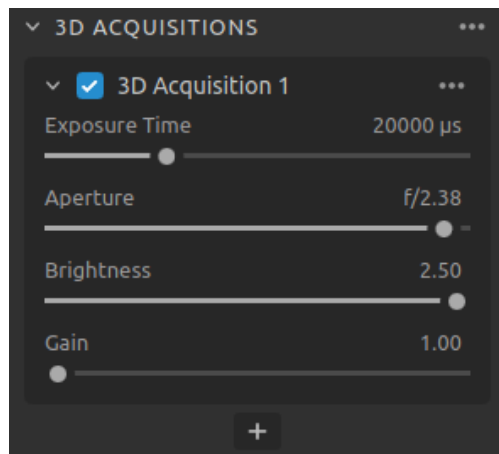 3D ACQUISITIONS
3D Acquisition 1
Exposure Time 20000 µs
Aperture f/2.38
Brightness 2.50
Gain 1.00
+